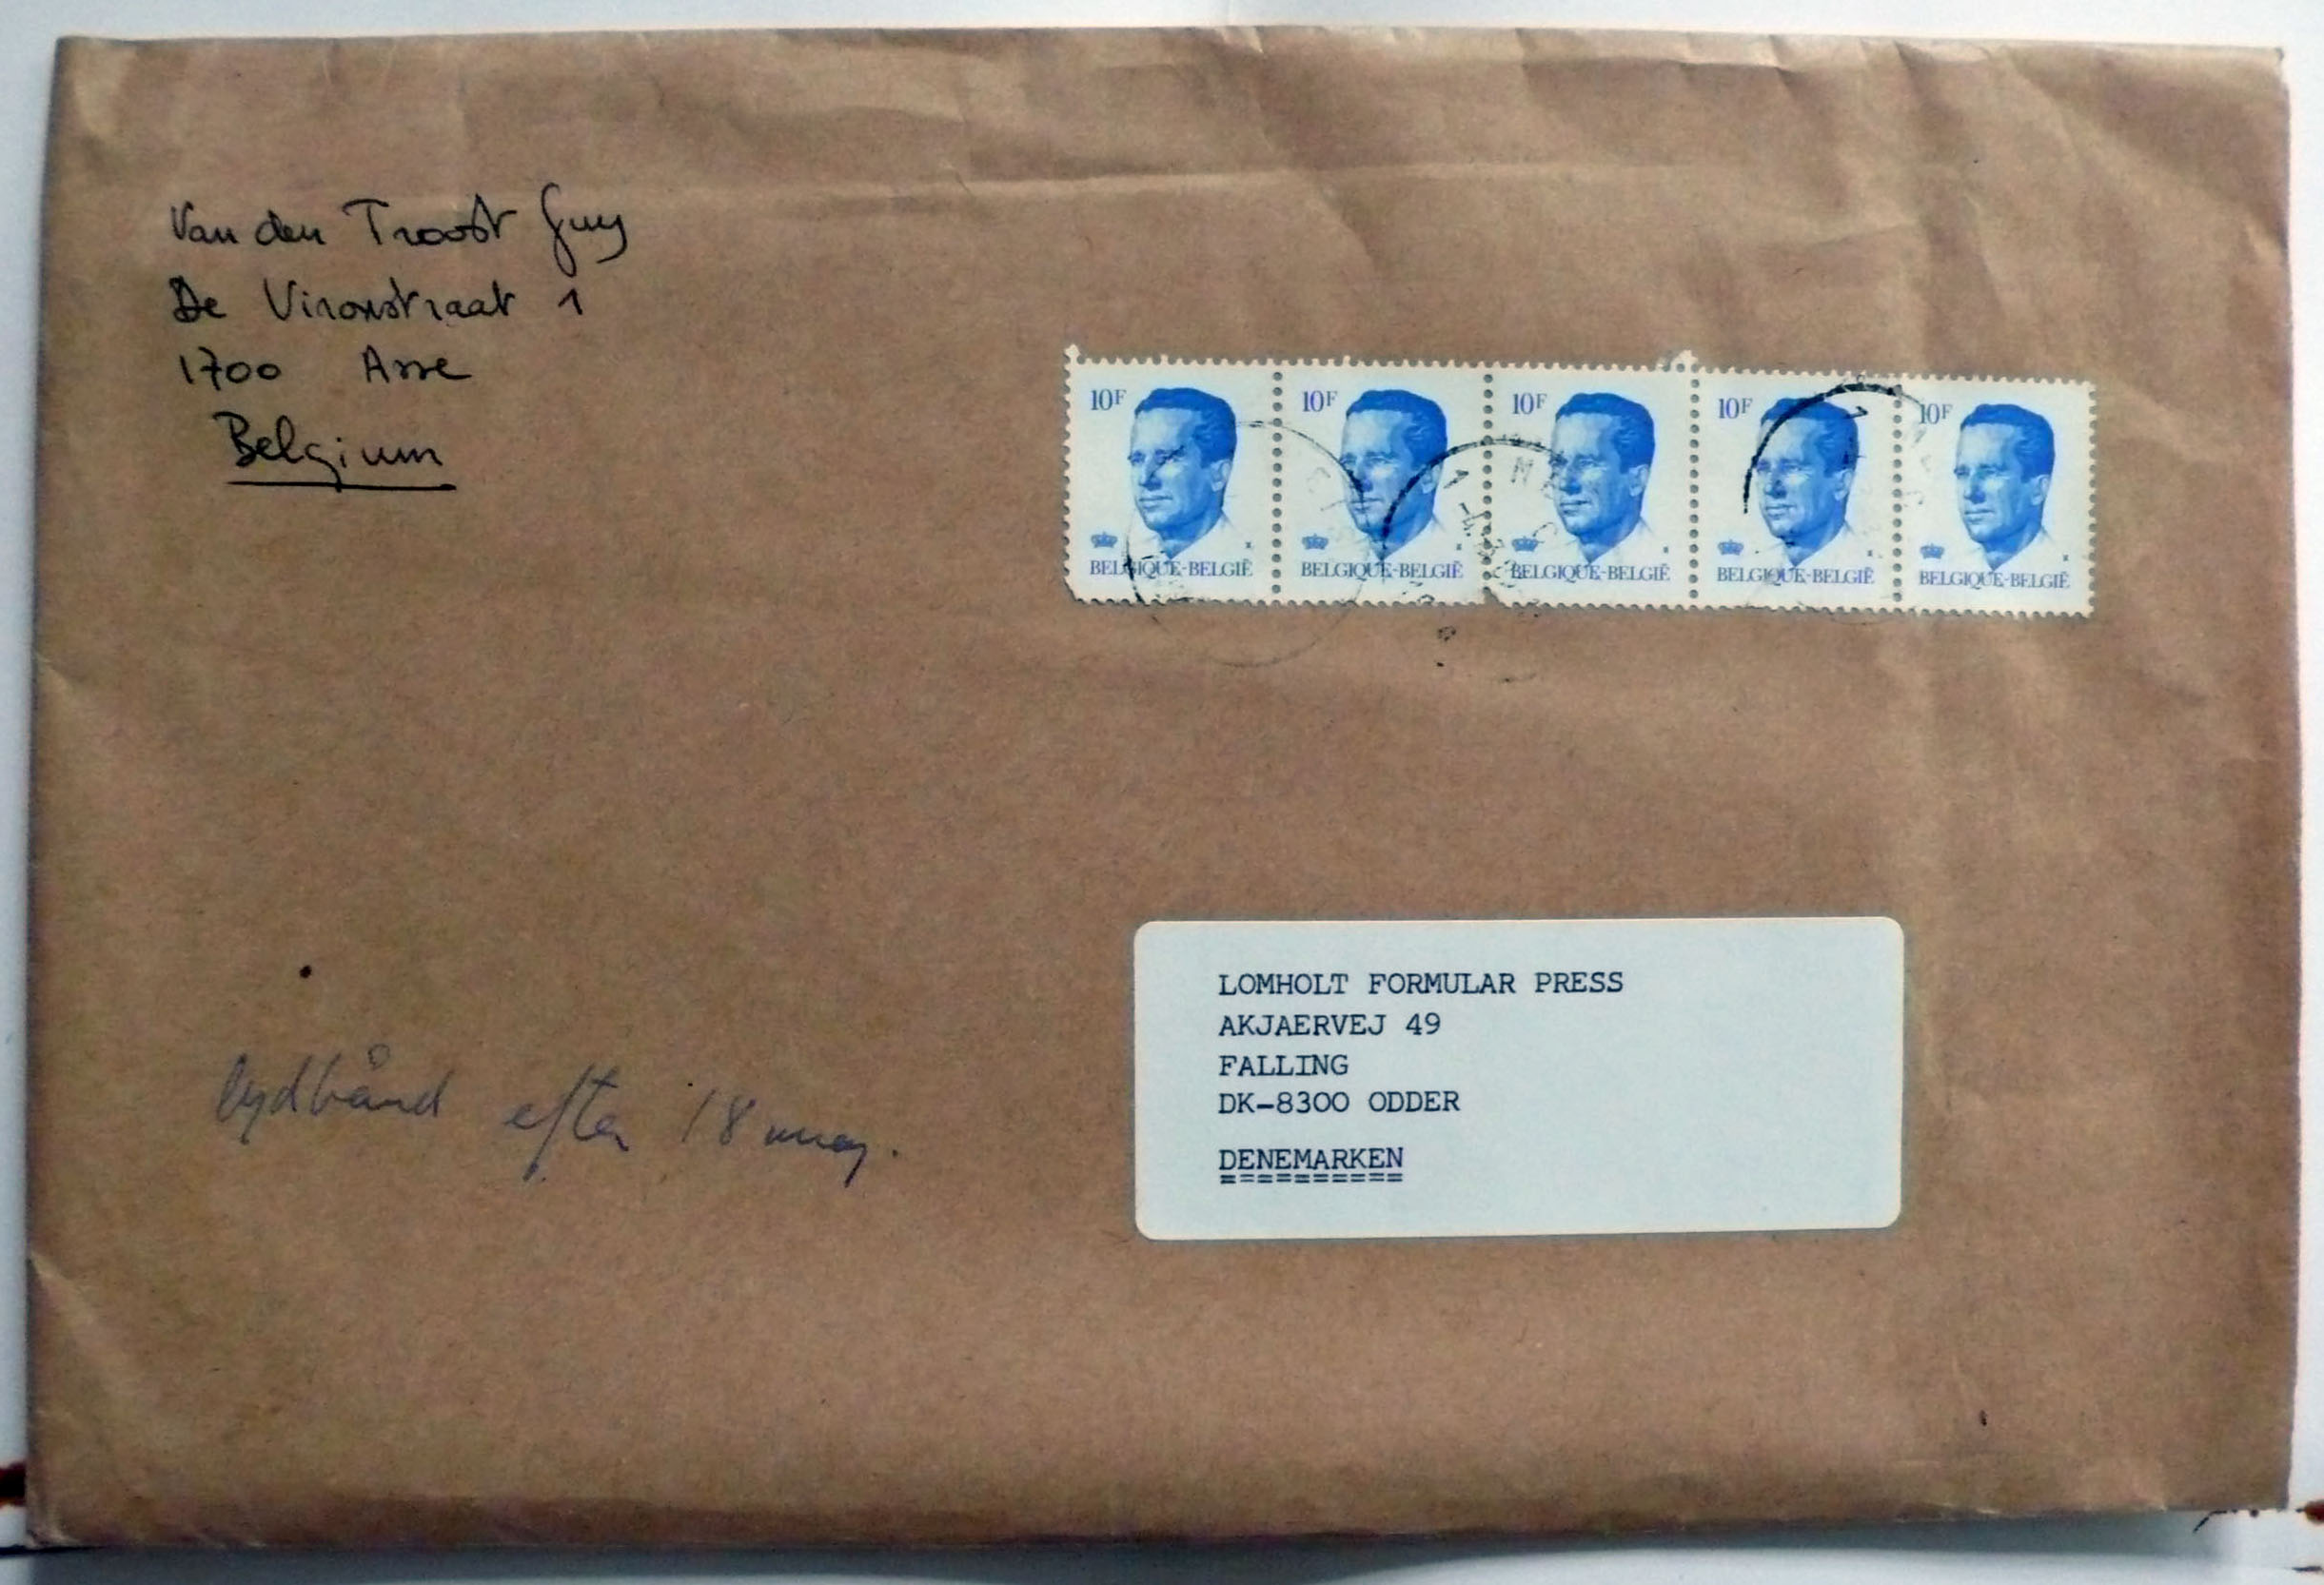 Van den Troost Guy
De Vironstraat 1
1700 Asse
Belgium
10F 10F 10F 10F 10F
BELGIQUE-BELGIË BELGIQUE-BELGIË BELGIQUE-BELGIË BELGIQUE-BELGIË BELGIQUE-BELGIË
LOMHOLT FORMULAR PRESS
AKJAERVEJ 49
FALLING
DK-8300 ODDER
DENEMARKEN
lydbånd efter 18 maj.